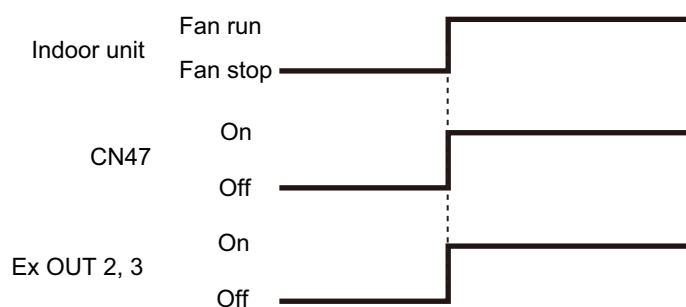 Fan run
Indoor unit
Fan stop
On
CN47
Off
On
Ex OUT 2, 3
Off